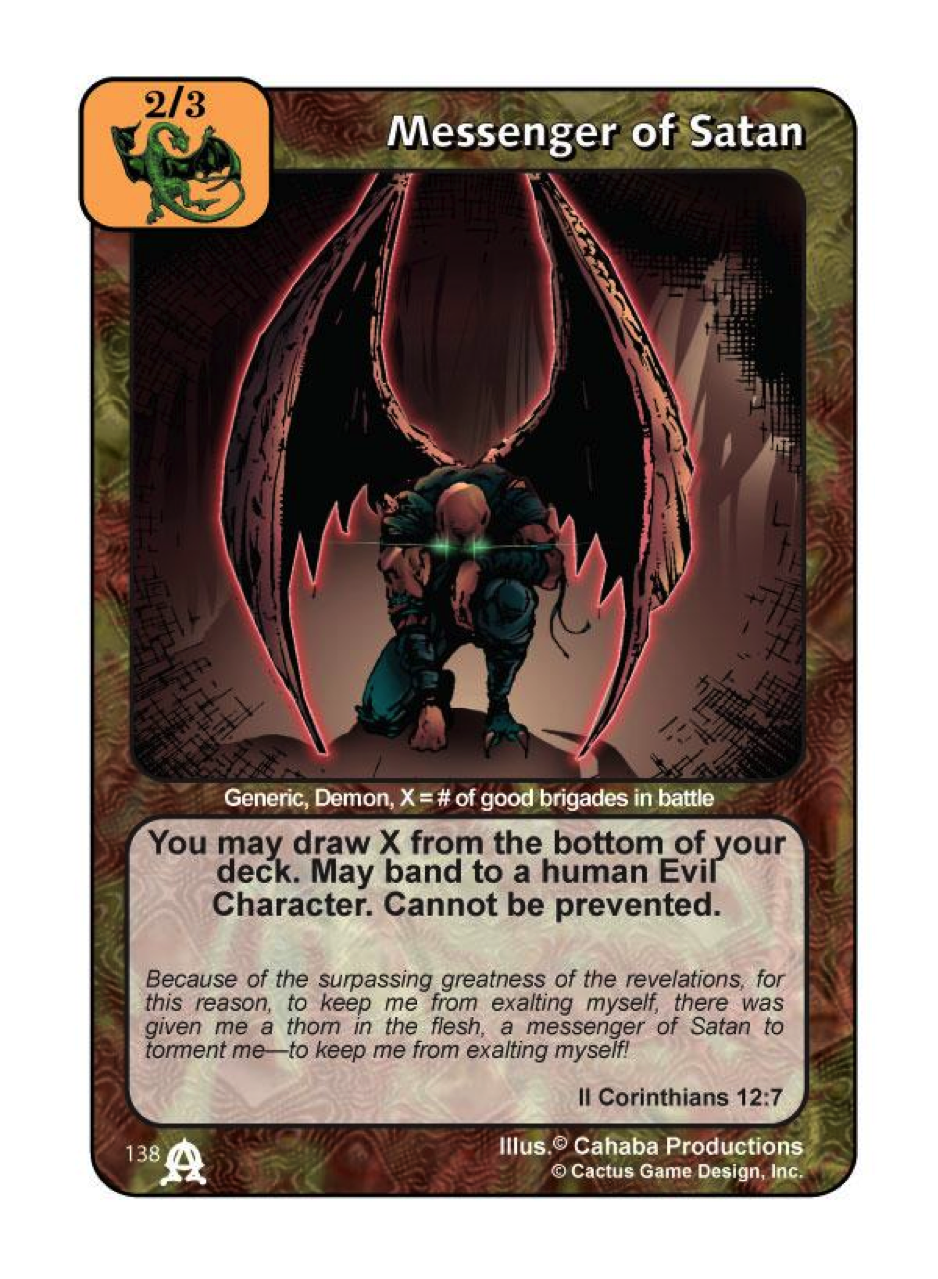 2/3
Messenger of Satan
Generic, Demon, X = # of good brigades in battle
You may draw X from the bottom of your
deck. May band to a human Evil
Character. Cannot be prevented.
Because of the surpassing greatness of the revelations, for
this reason, to keep me from exalting myself, there was
given me a thorn in the flesh, a messenger of Satan to
torment me—to keep me from exalting myself!
II Corinthians 12:7
138
Illus.© Cahaba Productions
© Cactus Game Design, Inc.